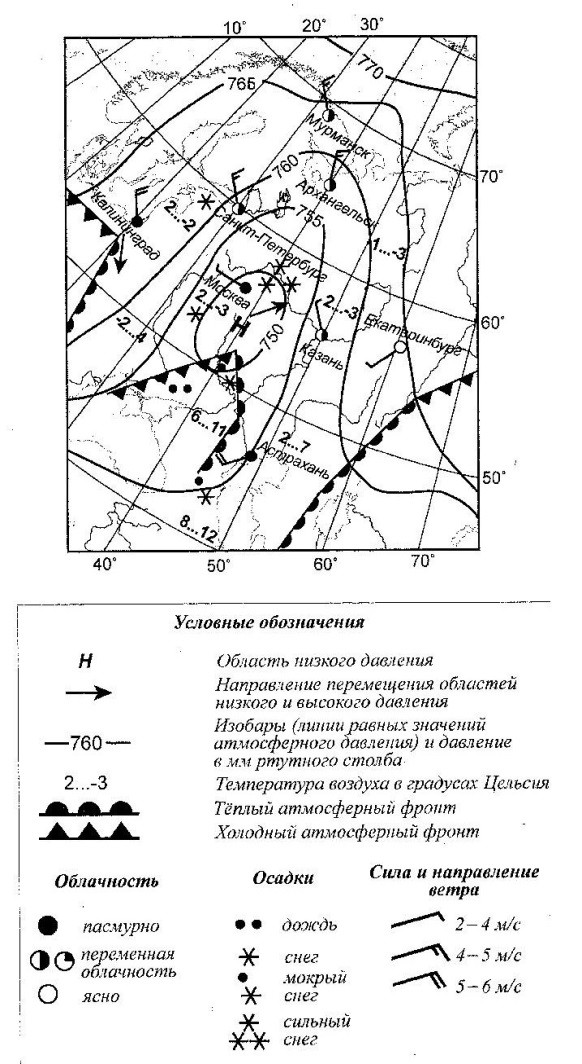 10° 20° 30°
770
765
Мурманск
760
70°
Архангельск
Калининград
2...-2
Санкт-Петербург
755
-1...-3
Москва
2...-3
Н
2...-3
Екатеринбург
60°
-2...4
750
Казань
6...11
2...7
Астрахань
50°
8...12
40° 50° 60° 70°
Условные обозначения
Н Область низкого давления
Направление перемещения областей
низкого и высокого давления
760 Изобары (линии равных значений
атмосферного давления) и давление
в мм ртутного столба
2...-3 Температура воздуха в градусах Цельсия
Тёплый атмосферный фронт
Холодный атмосферный фронт
Облачность Осадки Сила и направление
ветра
пасмурно дождь 2–4 м/с
переменная
облачность снег 4–5 м/с
ясно мокрый
снег 5–6 м/с
сильный
снег